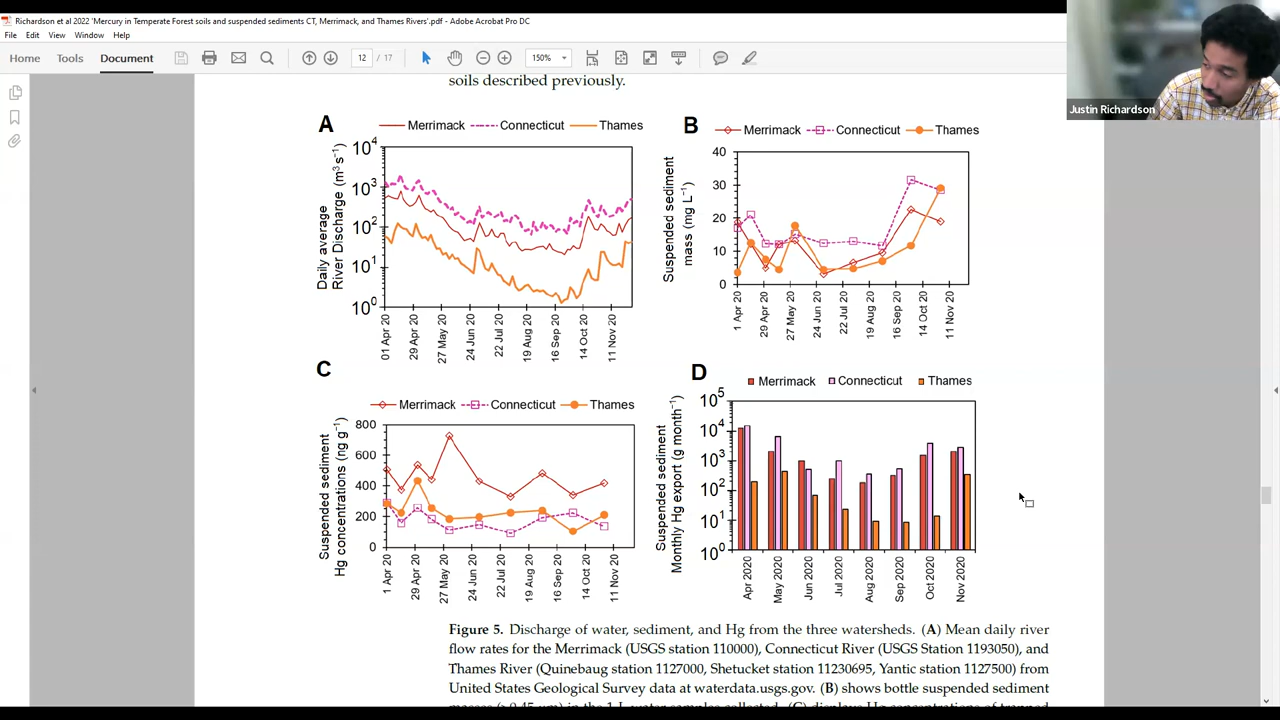 Richardson et al 2022 'Mercury in Temperate Forest soils and suspended sediments CT, Merrimack, and Thames Rivers'.pdf - Adobe Acrobat Pro DC
File Edit View Window Help
Home Tools Document 12 / 17 150%
Justin Richardson
soils described previously.
A
Merrimack Connecticut Thames
Daily average
River Discharge (m³ s⁻¹)
10⁴
10³
10²
10¹
10⁰
01 Apr 20 29 Apr 20 27 May 20 24 Jun 20 22 Jul 20 19 Aug 20 16 Sep 20 14 Oct 20 11 Nov 20
B
Merrimack Connecticut Thames
Suspended sediment
mass (mg L⁻¹)
40
30
20
10
0
1 Apr 20 29 Apr 20 27 May 20 24 Jun 20 22 Jul 20 19 Aug 20 16 Sep 20 14 Oct 20 11 Nov 20
C
Merrimack Connecticut Thames
Suspended sediment
Hg concentrations (ng g⁻¹)
800
600
400
200
0
1 Apr 20 29 Apr 20 27 May 20 24 Jun 20 22 Jul 20 19 Aug 20 16 Sep 20 14 Oct 20 11 Nov 20
D
Merrimack Connecticut Thames
Suspended sediment
Monthly Hg export (g month⁻¹)
10⁵
10⁴
10³
10²
10¹
10⁰
Apr 2020 May 2020 Jun 2020 Jul 2020 Aug 2020 Sep 2020 Oct 2020 Nov 2020
Figure 5. Discharge of water, sediment, and Hg from the three watersheds. (A) Mean daily river
flow rates for the Merrimack (USGS station 110000), Connecticut River (USGS Station 1193050), and
Thames River (Quinebaug station 1127000, Shetucket station 11230695, Yantic station 1127500) from
United States Geological Survey data at waterdata.usgs.gov. (B) shows bottle suspended sediment